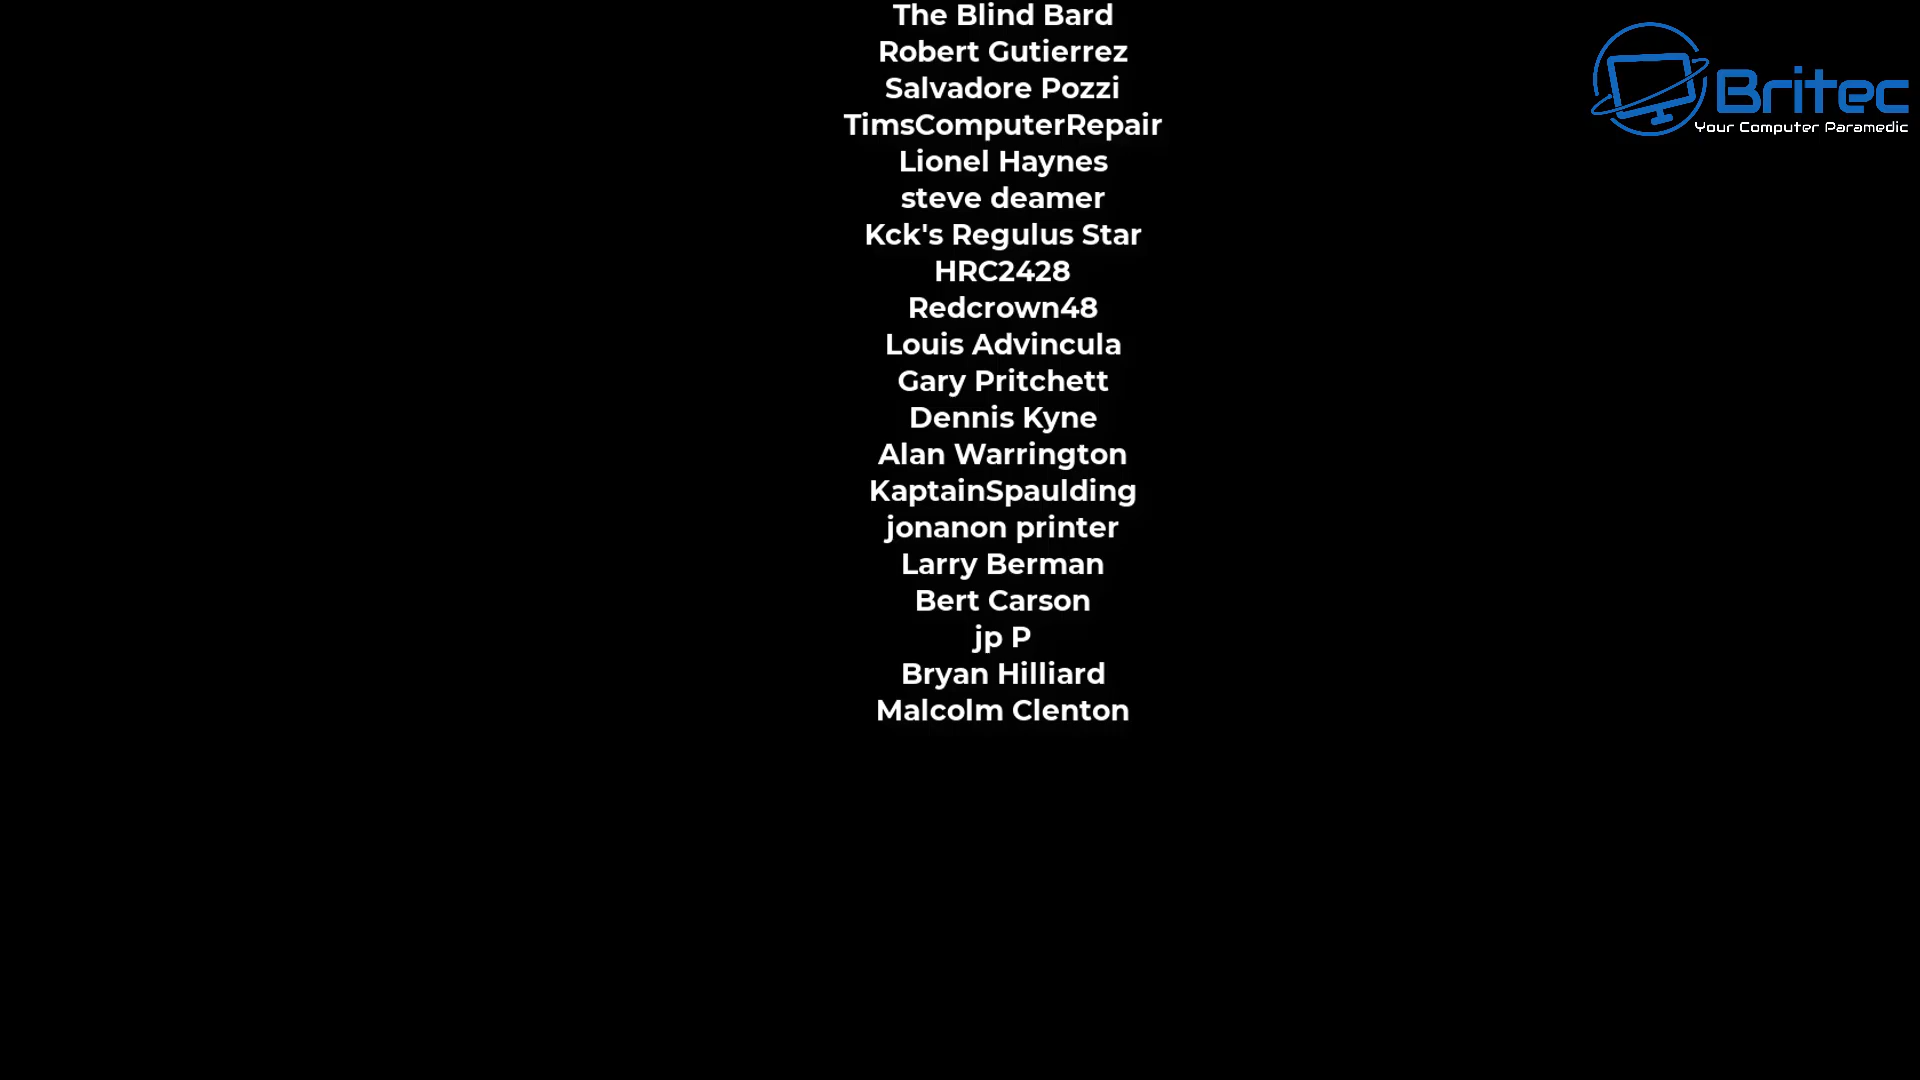 The Blind Bard
Robert Gutierrez
Salvadore Pozzi
TimsComputerRepair
Lionel Haynes
steve deamer
Kck's Regulus Star
HRC2428
Redcrown48
Louis Advincula
Gary Pritchett
Dennis Kyne
Alan Warrington
KaptainSpaulding
jonanon printer
Larry Berman
Bert Carson
jp P
Bryan Hilliard
Malcolm Clenton
Britec
Your Computer Paramedic